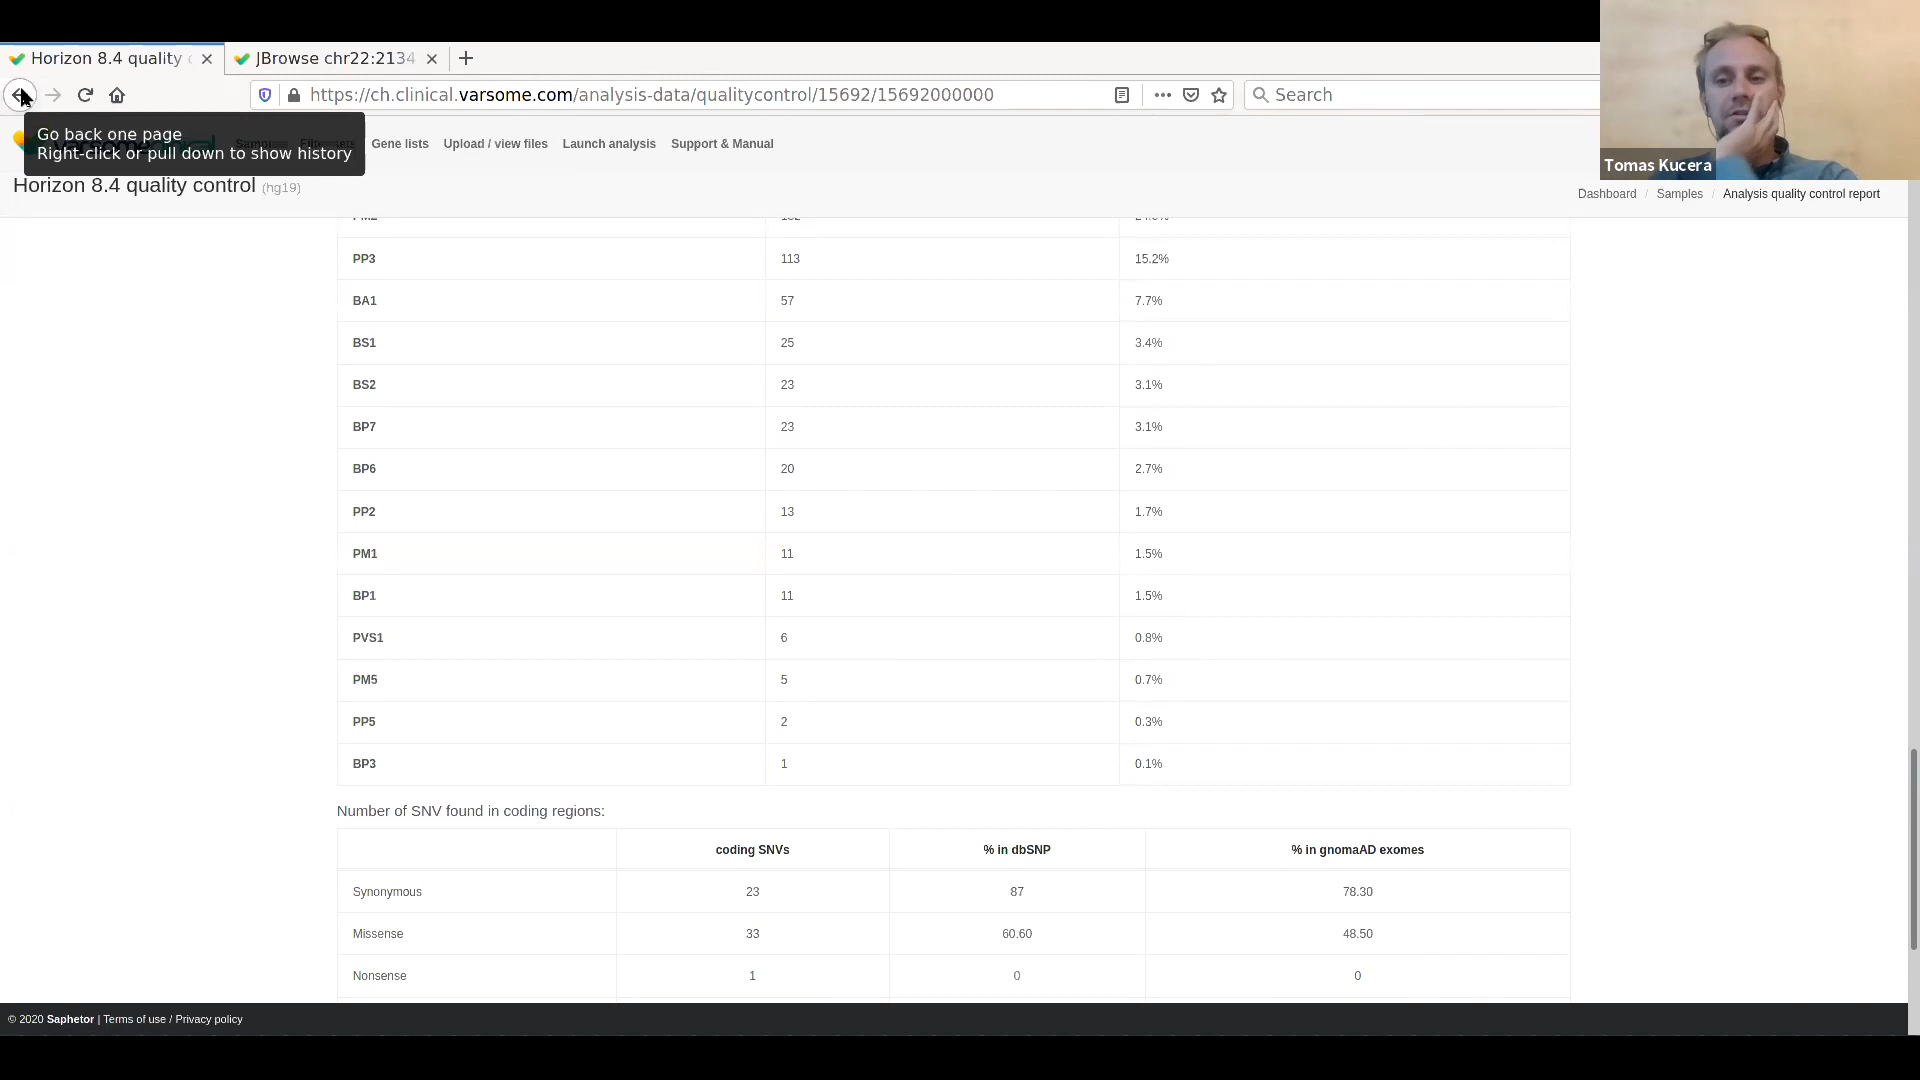 Horizon 8.4 quality
JBrowse chr22:2134
https://ch.clinical.varsome.com/analysis-data/qualitycontrol/15692/15692000000
Search
Go back one page
Right-click or pull down to show history
Gene lists
Upload / view files
Launch analysis
Support & Manual
Tomas Kucera
Horizon 8.4 quality control (hg19)
Dashboard / Samples / Analysis quality control report
PP3 113 15.2%
BA1 57 7.7%
BS1 25 3.4%
BS2 23 3.1%
BP7 23 3.1%
BP6 20 2.7%
PP2 13 1.7%
PM1 11 1.5%
BP1 11 1.5%
PVS1 6 0.8%
PM5 5 0.7%
PP5 2 0.3%
BP3 1 0.1%
Number of SNV found in coding regions:
coding SNVs % in dbSNP % in gnomaAD exomes
Synonymous 23 87 78.30
Missense 33 60.60 48.50
Nonsense 1 0 0
© 2020 Saphetor | Terms of use / Privacy policy